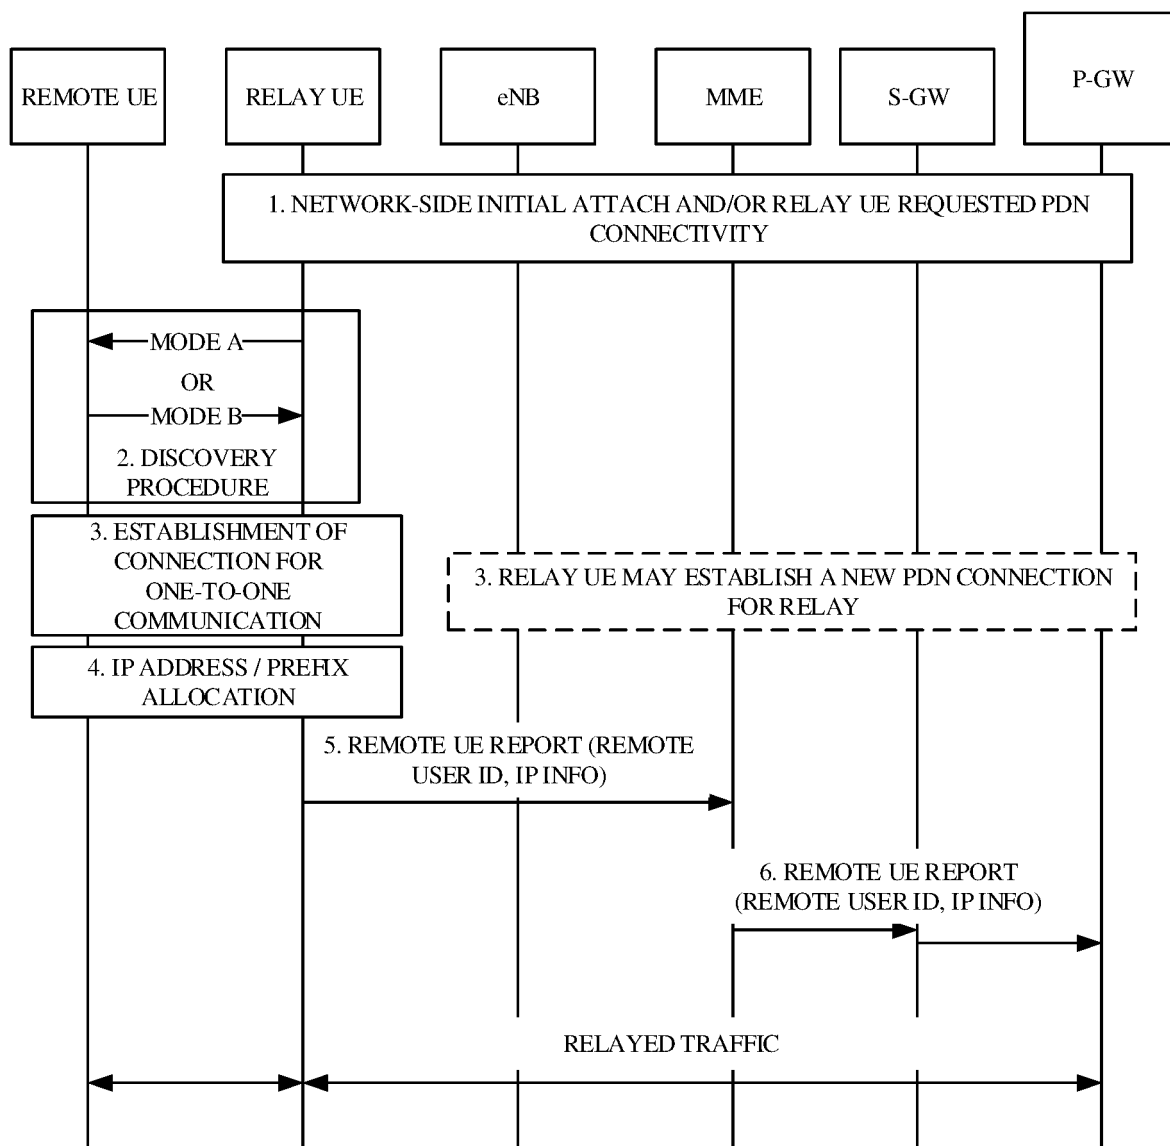 REMOTE UE
RELAY UE
eNB
MME
S-GW
P-GW
1. NETWORK-SIDE INITIAL ATTACH AND/OR RELAY UE REQUESTED PDN
CONNECTIVITY
MODE A
OR
MODE B
2. DISCOVERY
PROCEDURE
3. ESTABLISHMENT OF
CONNECTION FOR
ONE-TO-ONE
COMMUNICATION
3. RELAY UE MAY ESTABLISH A NEW PDN CONNECTION
FOR RELAY
4. IP ADDRESS / PREFIX
ALLOCATION
5. REMOTE UE REPORT (REMOTE
USER ID, IP INFO)
6. REMOTE UE REPORT
(REMOTE USER ID, IP INFO)
RELAYED TRAFFIC